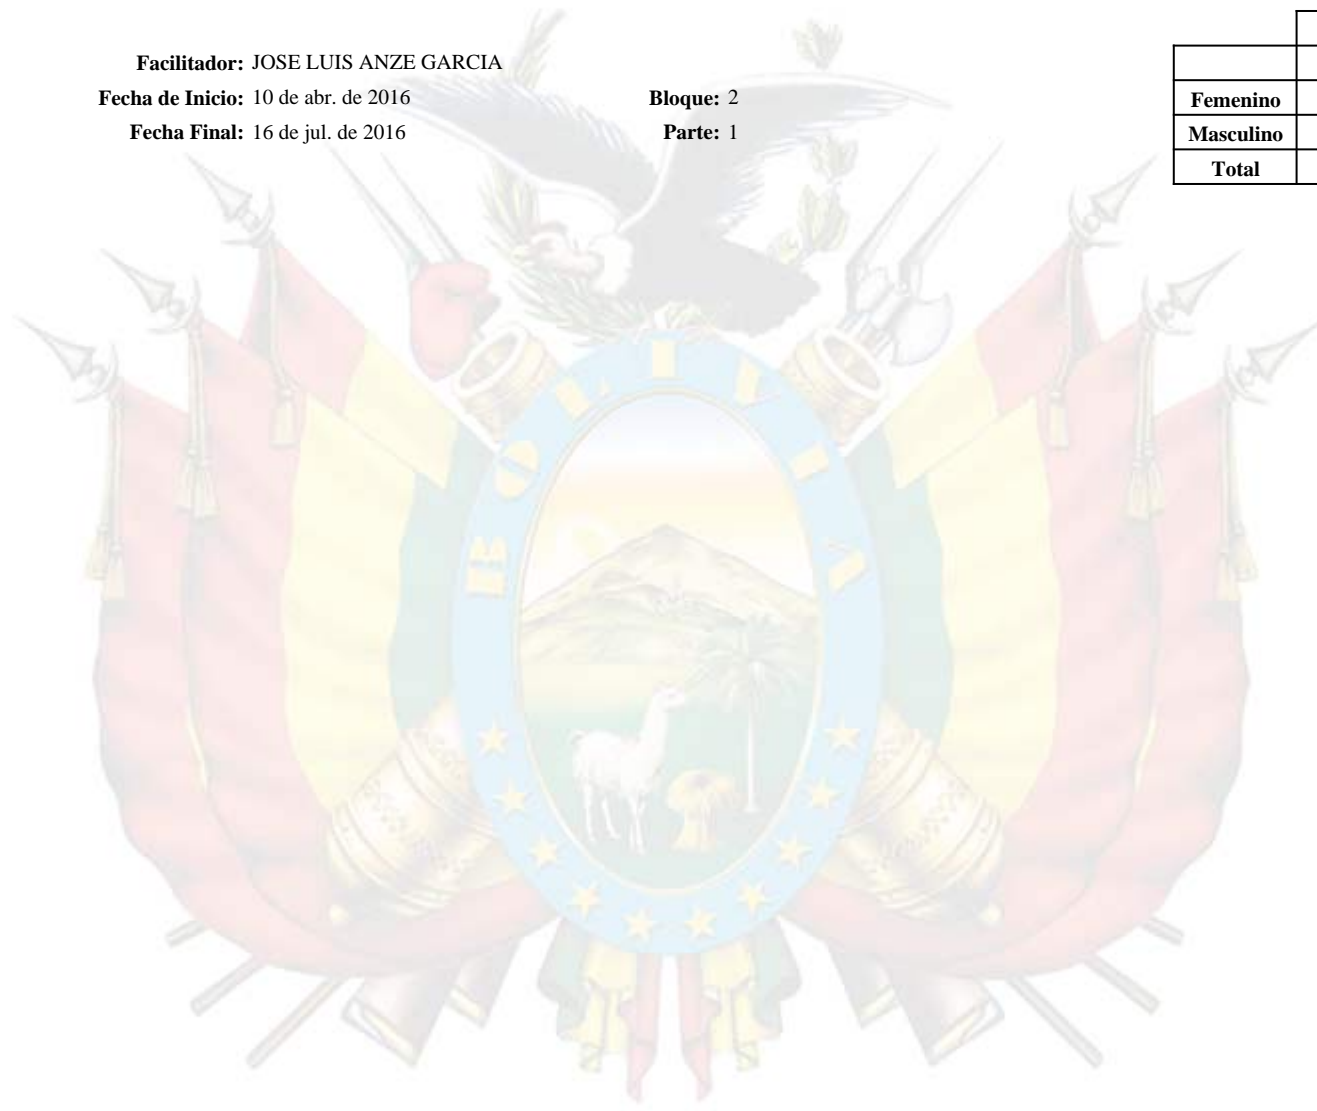 Facilitador: JOSE LUIS ANZE GARCIA
Fecha de Inicio: 10 de abr. de 2016 Bloque: 2
Fecha Final: 16 de jul. de 2016 Parte: 1
Femenino
Masculino
Total
BOLIVIA